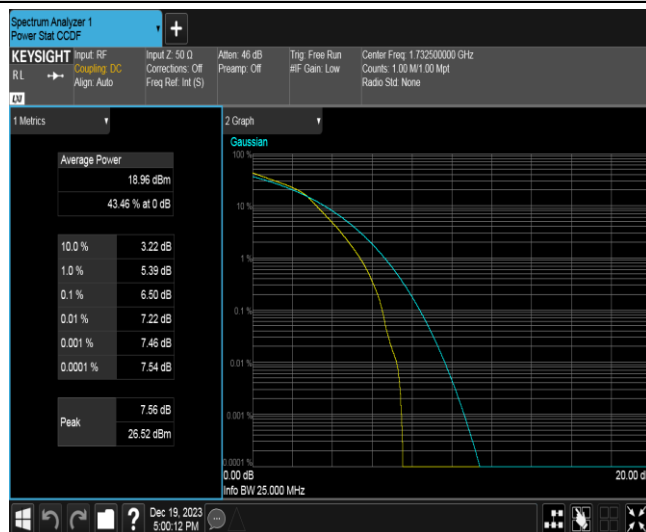 Spectrum Analyzer 1
Power Stat CCDF
+
KEYSIGHT Input: RF Input Z: 50 Ω Atten: 46 dB Trig: Free Run Center Freq: 1.732500000 GHz
RL Coupling: DC Corrections: Off Preamp: Off #IF Gain: Low Counts: 1.00 M/1.00 Mpt
Align: Auto Freq Ref: Int (S) Radio Std: None
LXI
1 Metrics
Average Power
18.96 dBm
43.46 % at 0 dB
10.0 % 3.22 dB
1.0 % 5.39 dB
0.1 % 6.50 dB
0.01 % 7.22 dB
0.001 % 7.46 dB
0.0001 % 7.54 dB
Peak 7.56 dB
26.52 dBm
2 Graph
Gaussian
100 %
10 %
1 %
0.1 %
0.01 %
0.001 %
0.0001 %
0.00 dB 20.00 d
Info BW 25.000 MHz
? Dec 19, 2023
5:00:12 PM